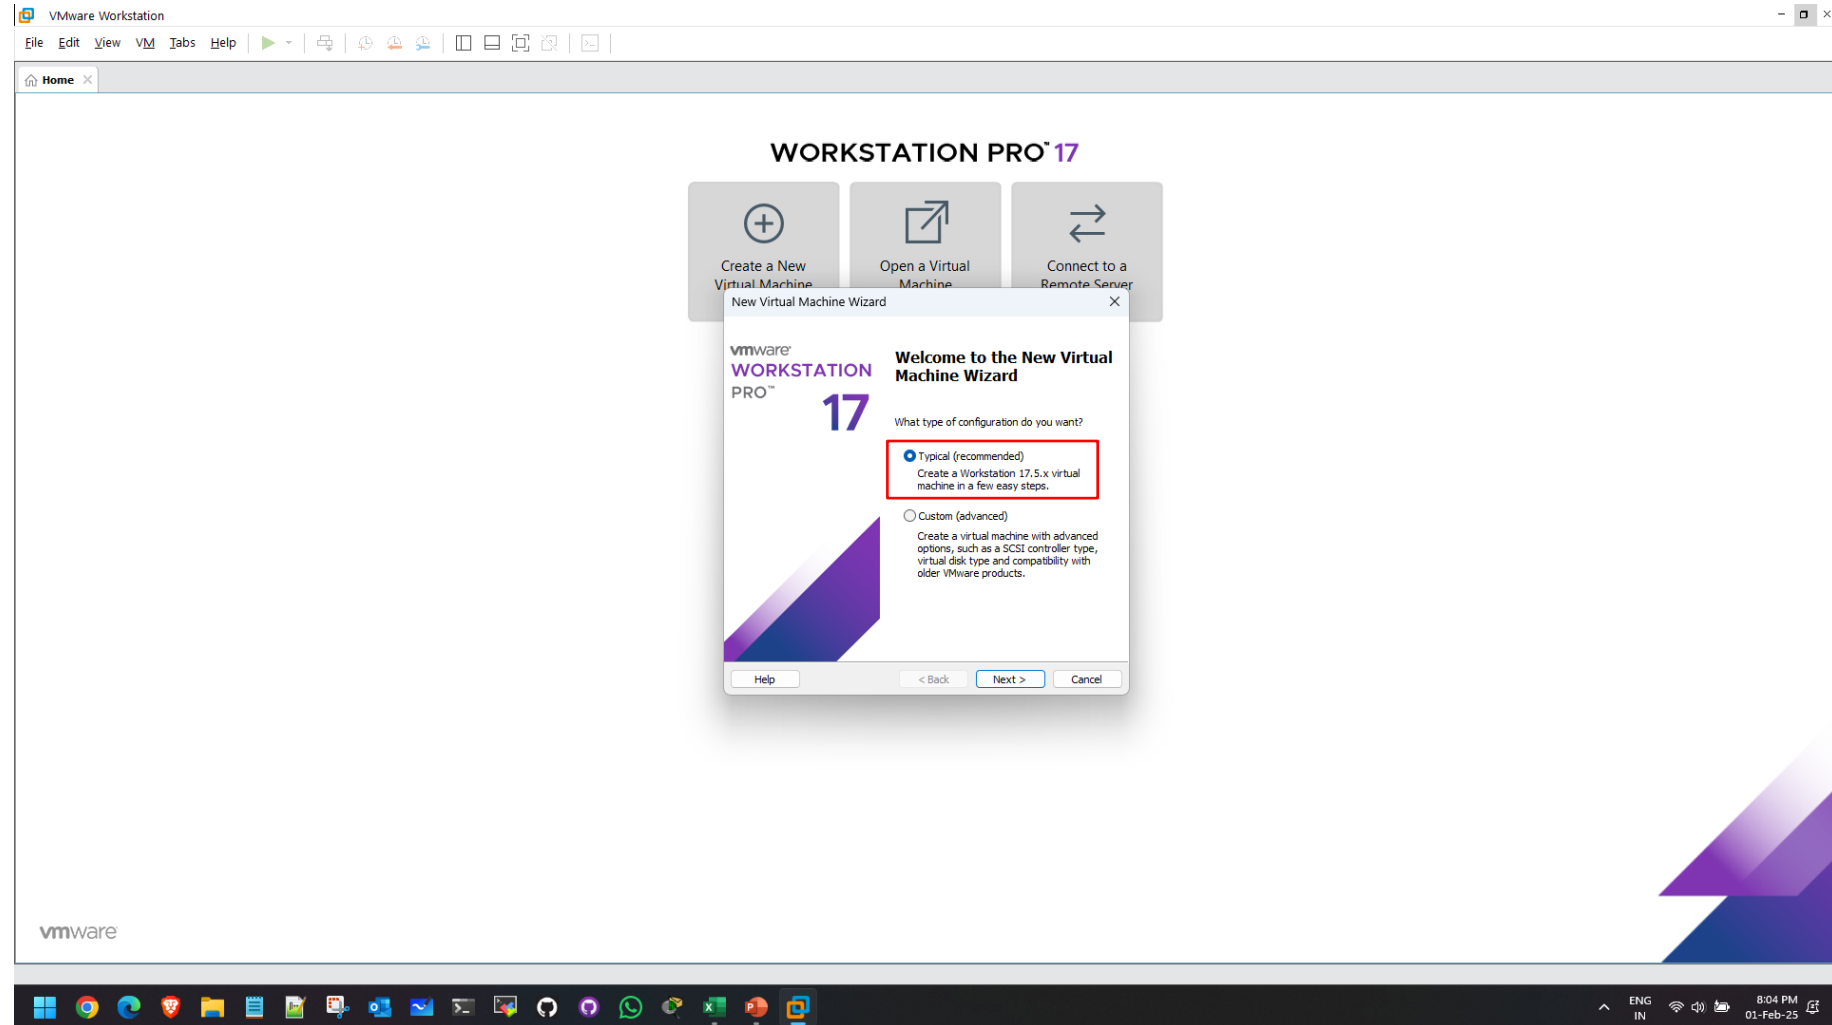 VMware Workstation
File Edit View VM Tabs Help
Home
WORKSTATION PRO™ 17
Create a New
Virtual Machine
Open a Virtual
Machine
Connect to a
Remote Server
New Virtual Machine Wizard
vmware
WORKSTATION
PRO™
17
Welcome to the New Virtual
Machine Wizard
What type of configuration do you want?
Typical (recommended)
Create a Workstation 17.5.x virtual
machine in a few easy steps.
Custom (advanced)
Create a virtual machine with advanced
options, such as a SCSI controller type,
virtual disk type and compatibility with
older VMware products.
Help < Back Next > Cancel
vmware
ENG
IN
8:04 PM
01-Feb-25